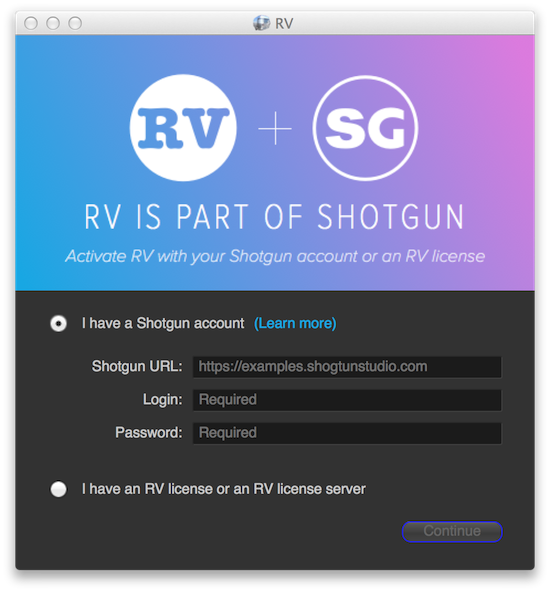 RV
RV + SG
RV IS PART OF SHOTGUN
Activate RV with your Shotgun account or an RV license
I have a Shotgun account (Learn more)
Shotgun URL: https://examples.shogtunstudio.com
Login: Required
Password: Required
I have an RV license or an RV license server
Continue